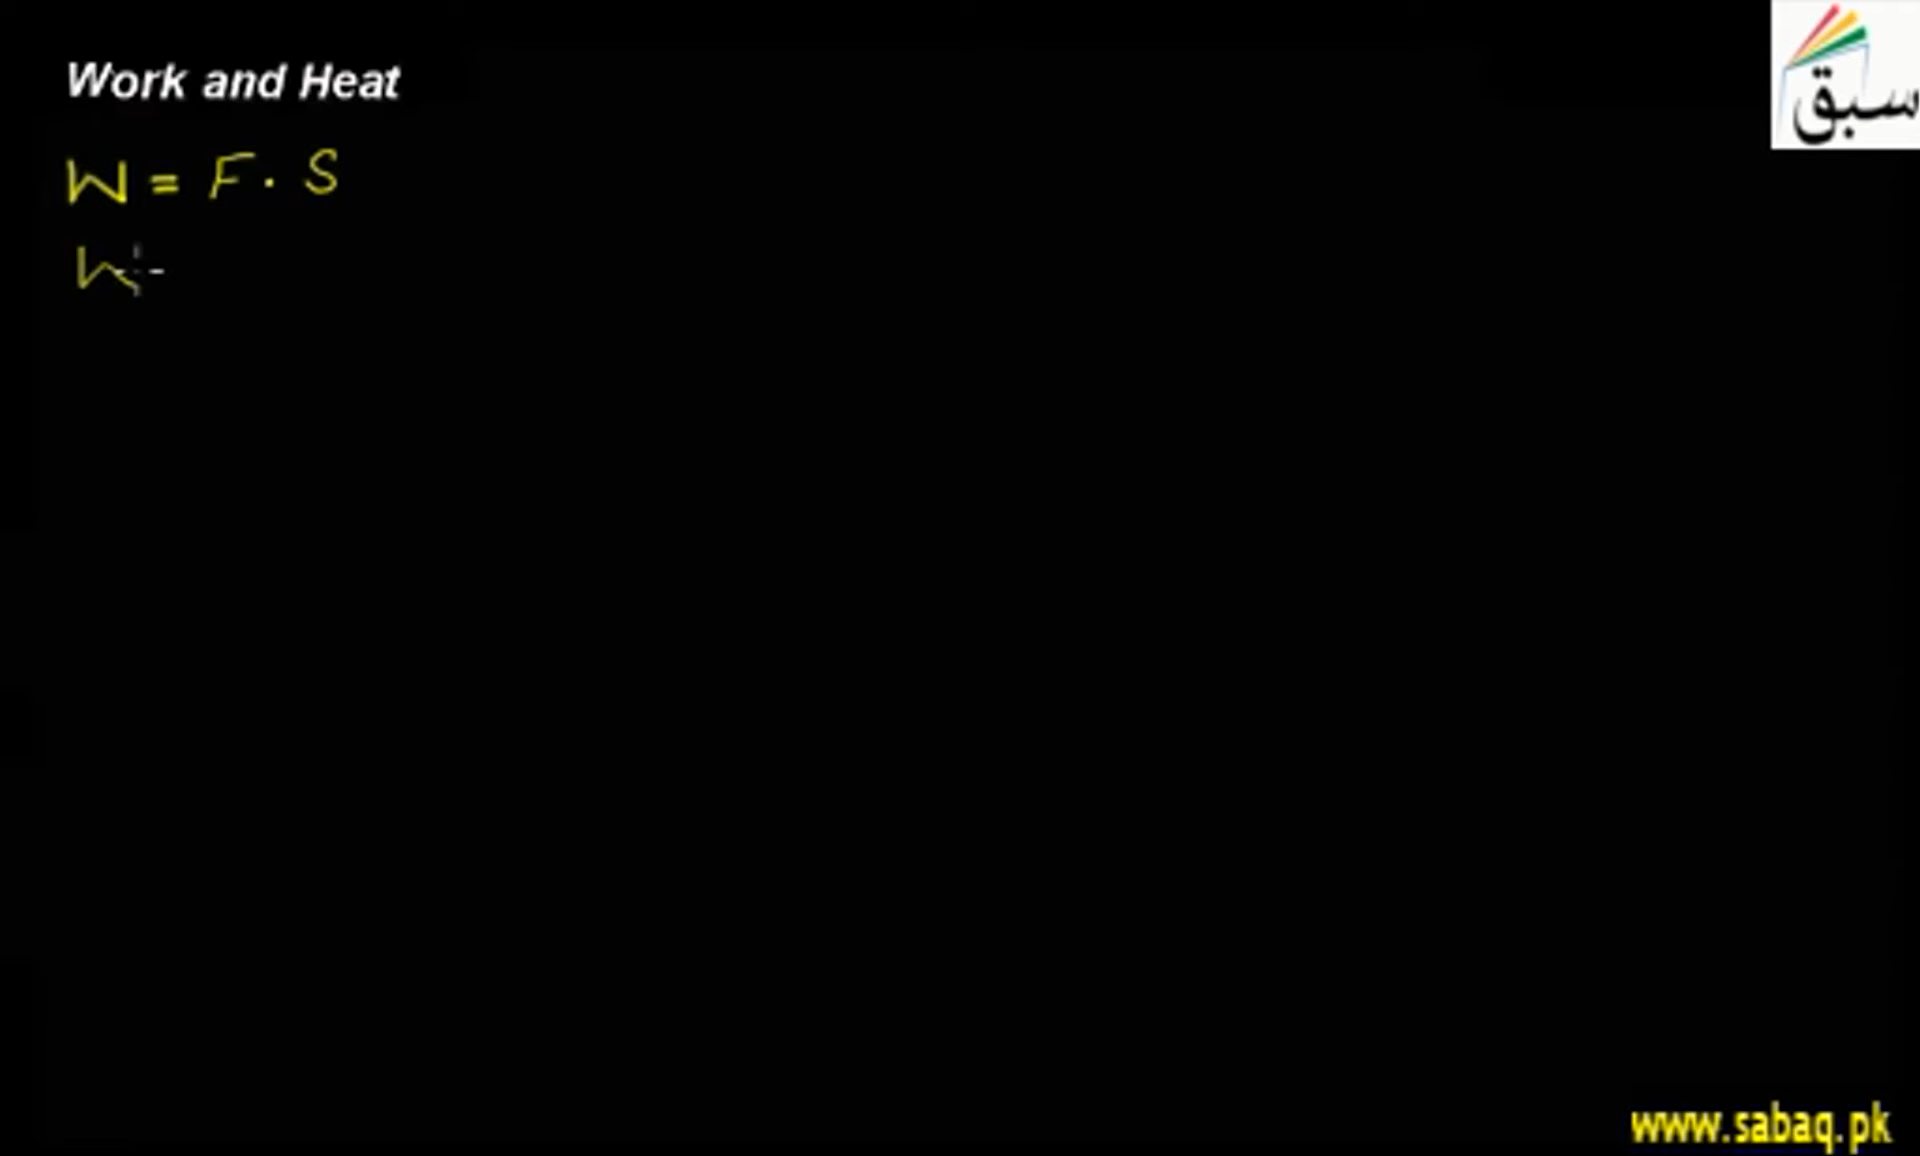 Work and Heat
سبق
W = F . S
W
www.sabaq.pk